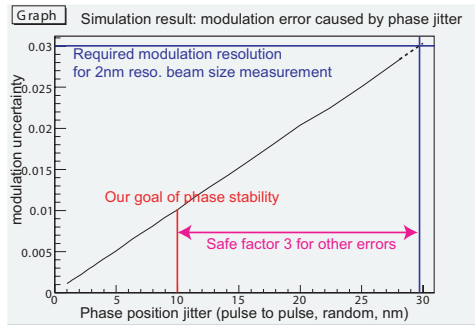 Graph
Simulation result: modulation error caused by phase jitter
modulation uncertainty
0.03
0.025
0.02
0.015
0.01
0.005
0
Required modulation resolution
for 2nm reso. beam size measurement
Our goal of phase stability
Safe factor 3 for other errors
0 5 10 15 20 25 30
Phase position jitter (pulse to pulse, random, nm)